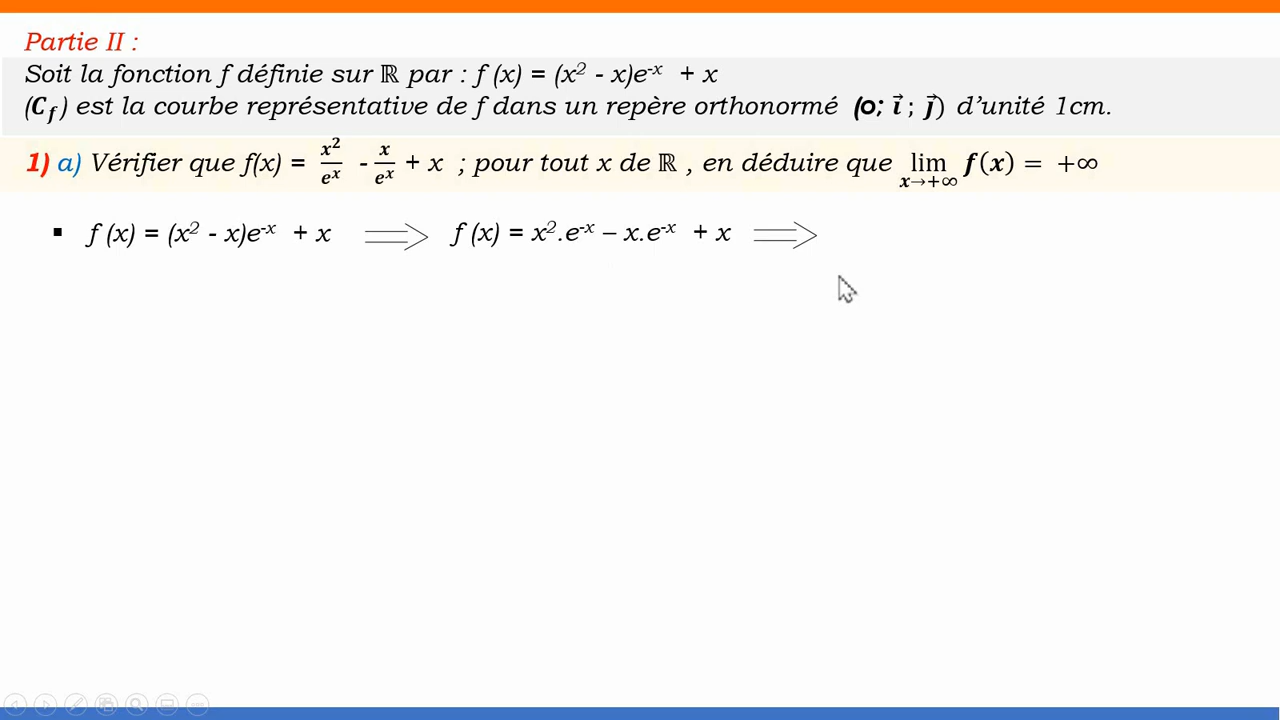 Partie II :
Soit la fonction f définie sur ℝ par : f (x) = (x² - x)e⁻ˣ + x
(C_f) est la courbe représentative de f dans un repère orthonormé (o; i⃗ ; j⃗) d’unité 1cm.
1) a) Vérifier que f(x) = x²/eˣ - x/eˣ + x ; pour tout x de ℝ , en déduire que lim x→+∞ f(x) = +∞
▪ f (x) = (x² - x)e⁻ˣ + x ⟹ f (x) = x².e⁻ˣ – x.e⁻ˣ + x ⟹